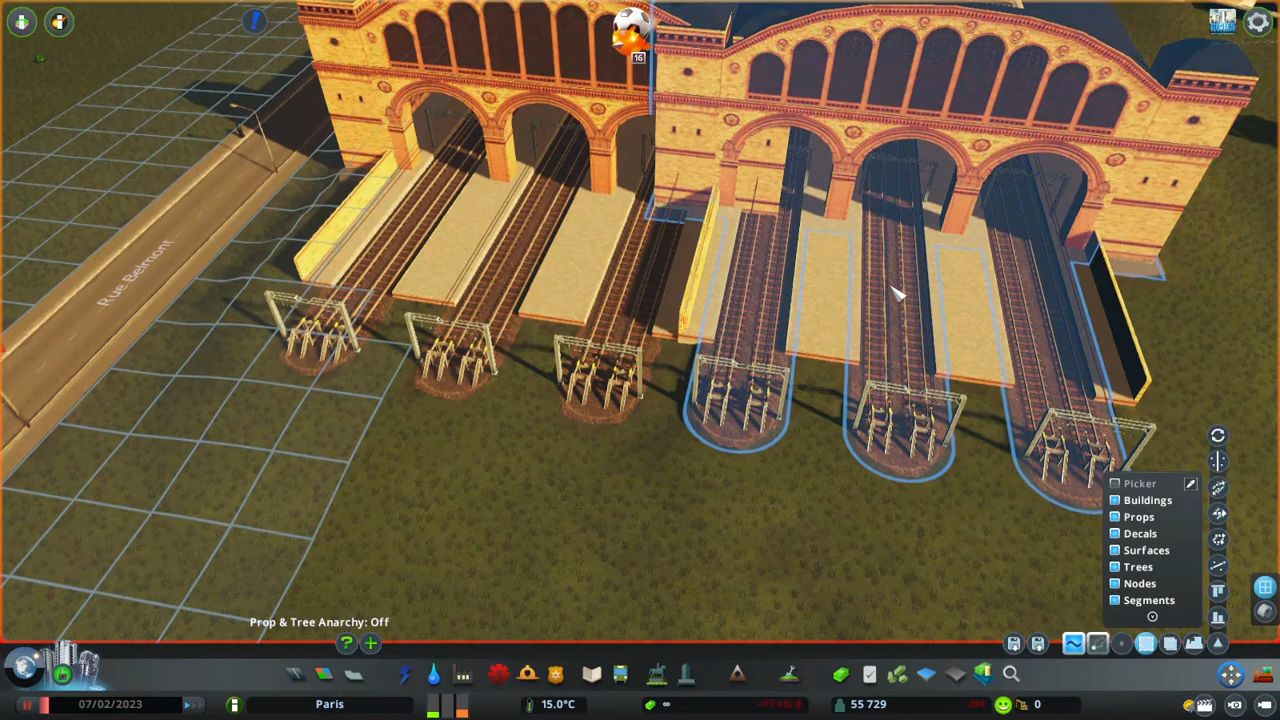 16
Rue Belmont
Picker
Buildings
Props
Decals
Surfaces
Trees
Nodes
Segments
Prop & Tree Anarchy: Off
07/02/2023
Paris
15.0°C
∞
55 729
0